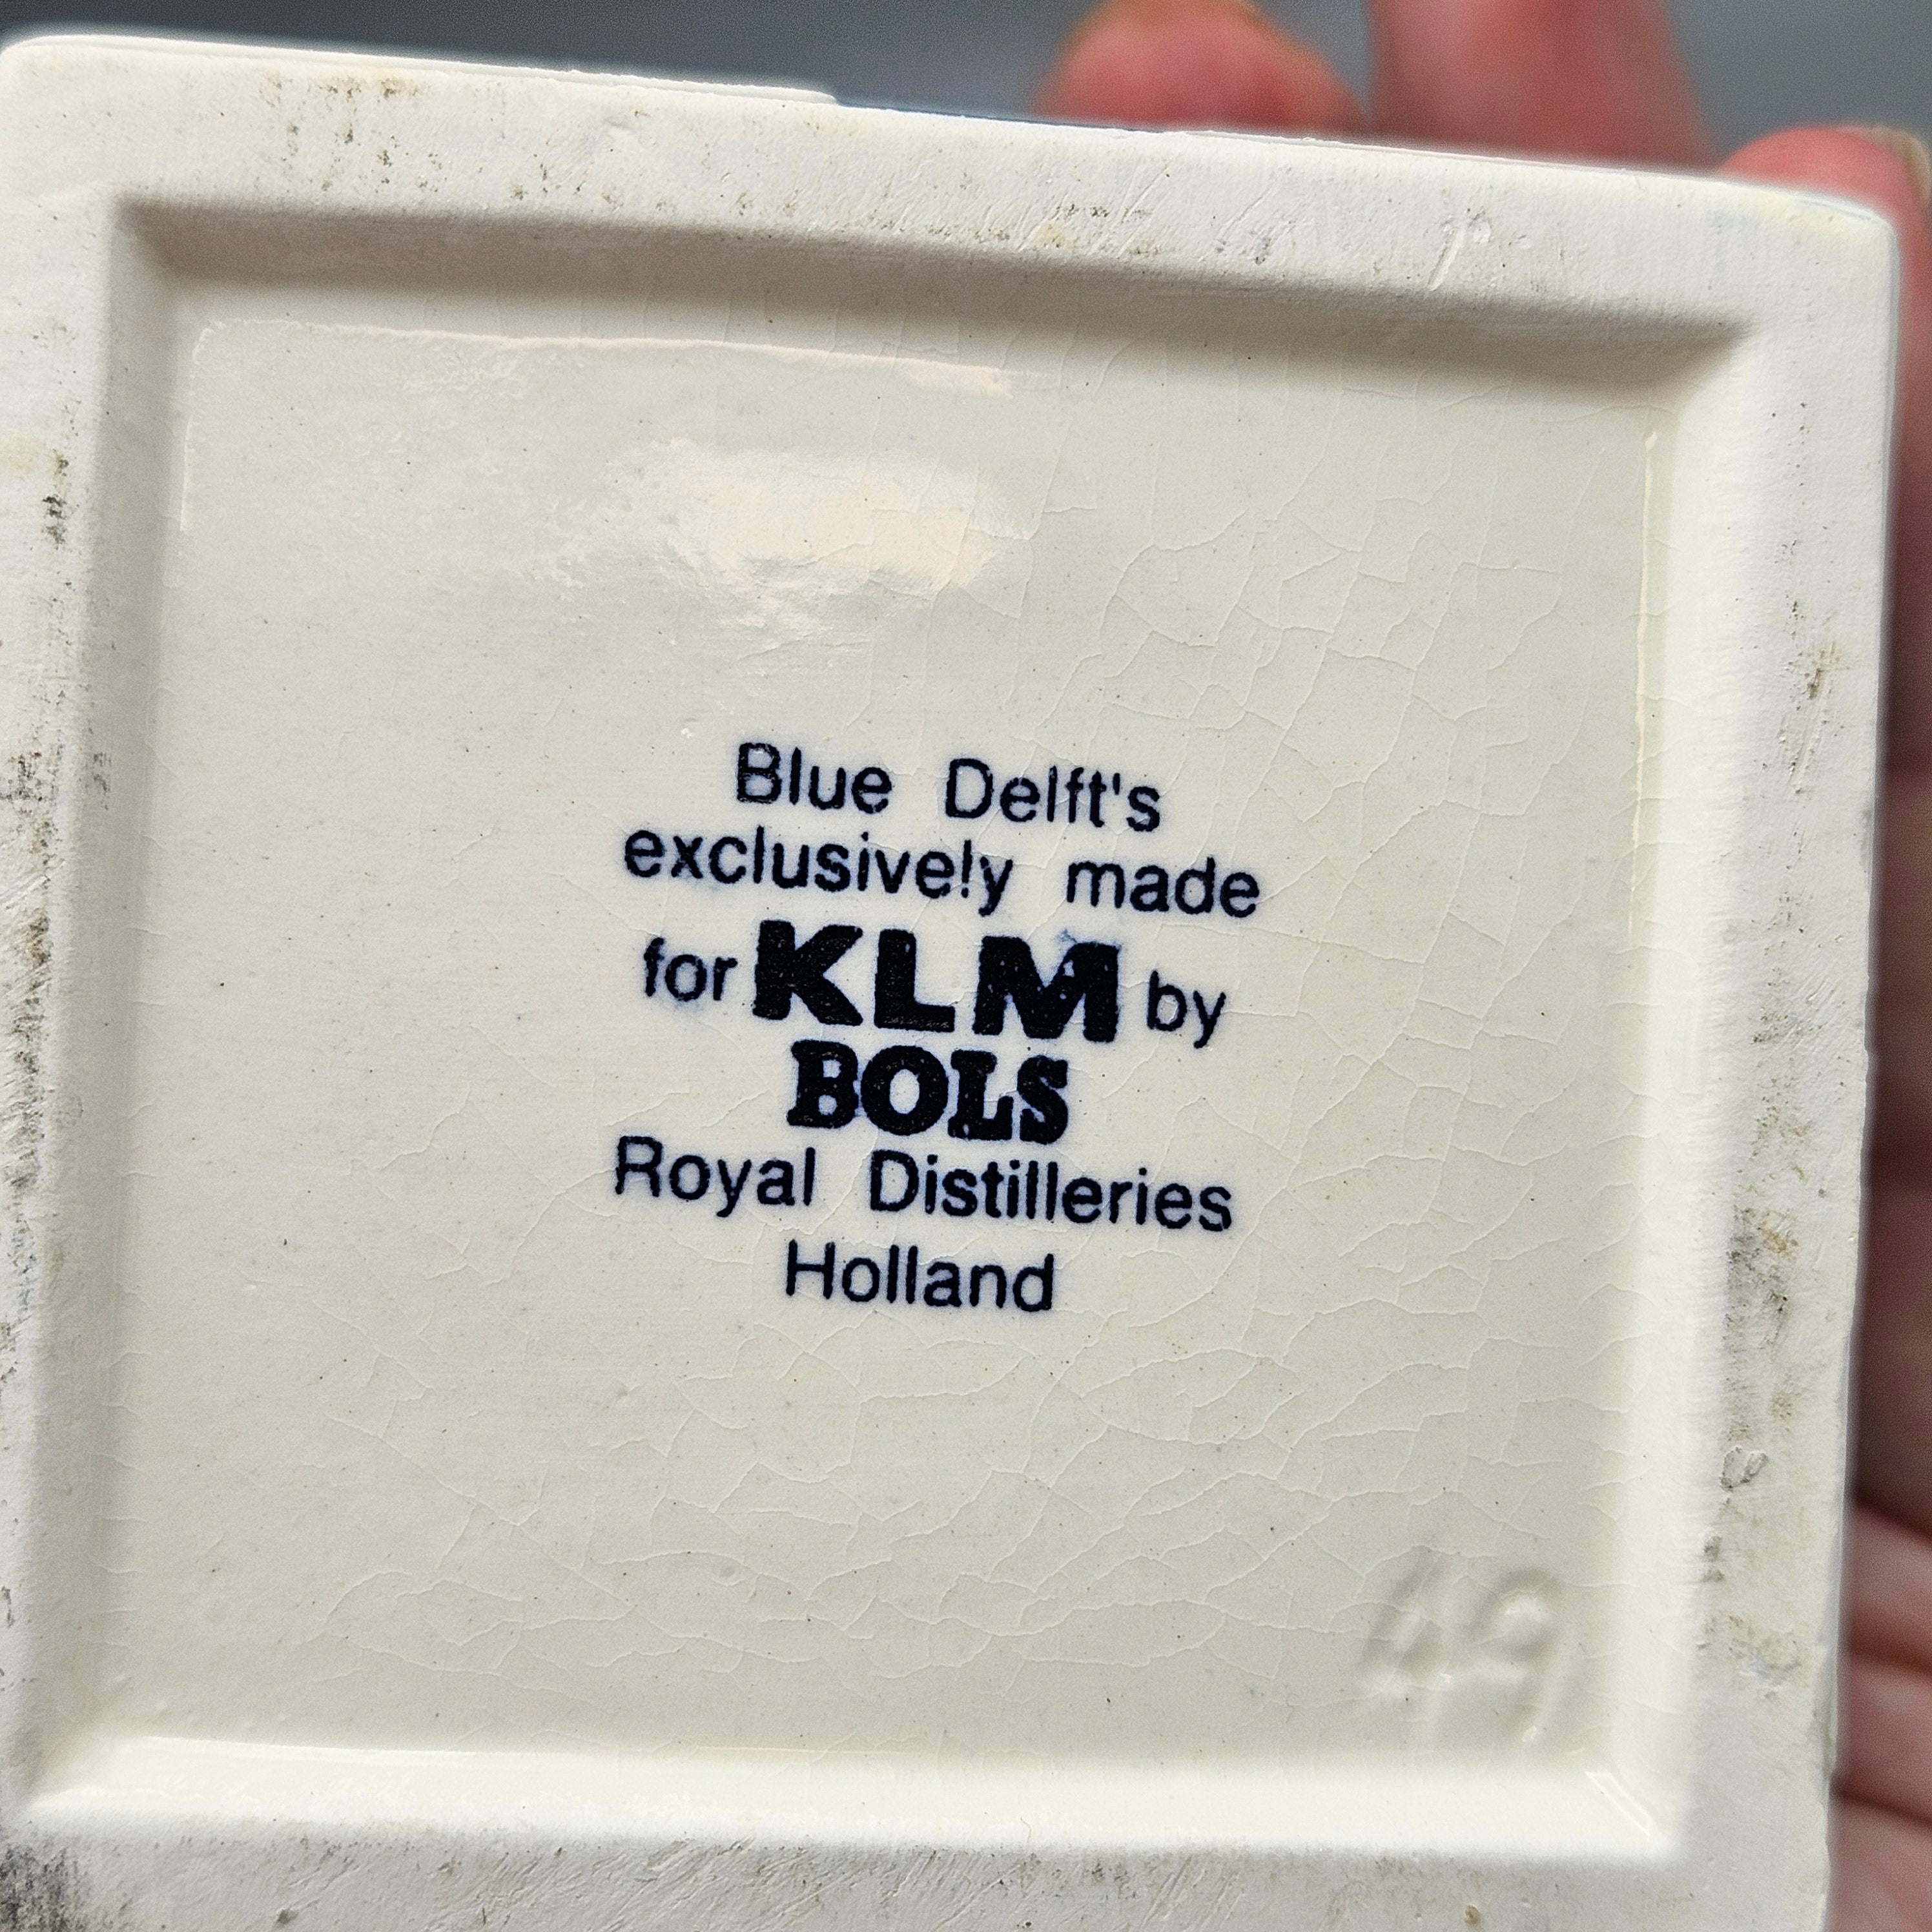 Blue Delft's
exclusively made
for KLM by
BOLS
Royal Distilleries
Holland
49